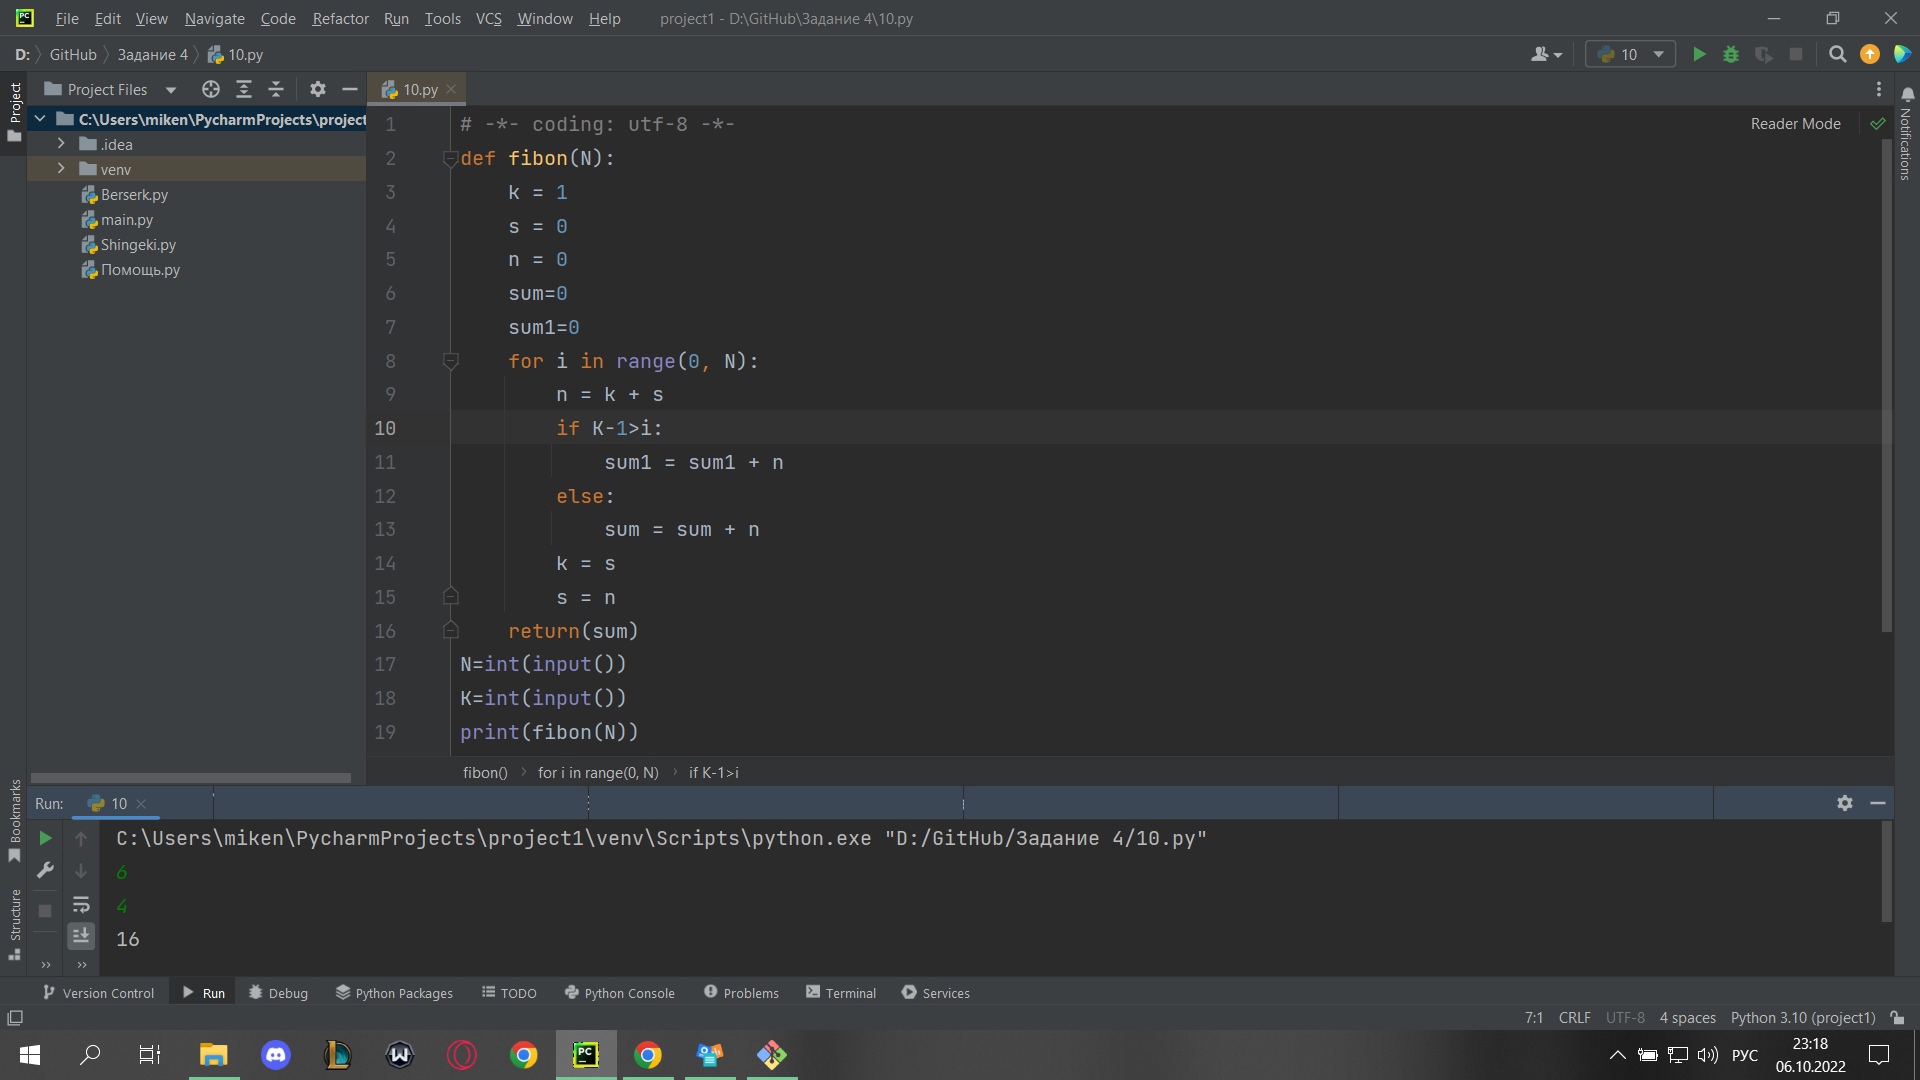 File Edit View Navigate Code Refactor Run Tools VCS Window Help project1 - D:\GitHub\Задание 4\10.py
D: GitHub Задание 4 10.py 10
Project Files 10.py
Project
C:\Users\miken\PycharmProjects\project
.idea
venv
Berserk.py
main.py
Shingeki.py
Помощь.py
Reader Mode
Notifications
1 # -*- coding: utf-8 -*-
2 def fibon(N):
3 k = 1
4 s = 0
5 n = 0
6 sum=0
7 sum1=0
8 for i in range(0, N):
9 n = k + s
10 if K-1>i:
11 sum1 = sum1 + n
12 else:
13 sum = sum + n
14 k = s
15 s = n
16 return(sum)
17 N=int(input())
18 K=int(input())
19 print(fibon(N))
fibon() for i in range(0, N) if K-1>i
Bookmarks
Structure
Run: 10
C:\Users\miken\PycharmProjects\project1\venv\Scripts\python.exe "D:/GitHub/Задание 4/10.py"
6
4
16
Version Control Run Debug Python Packages TODO Python Console Problems Terminal Services
7:1 CRLF UTF-8 4 spaces Python 3.10 (project1)
РУС 23:18
06.10.2022